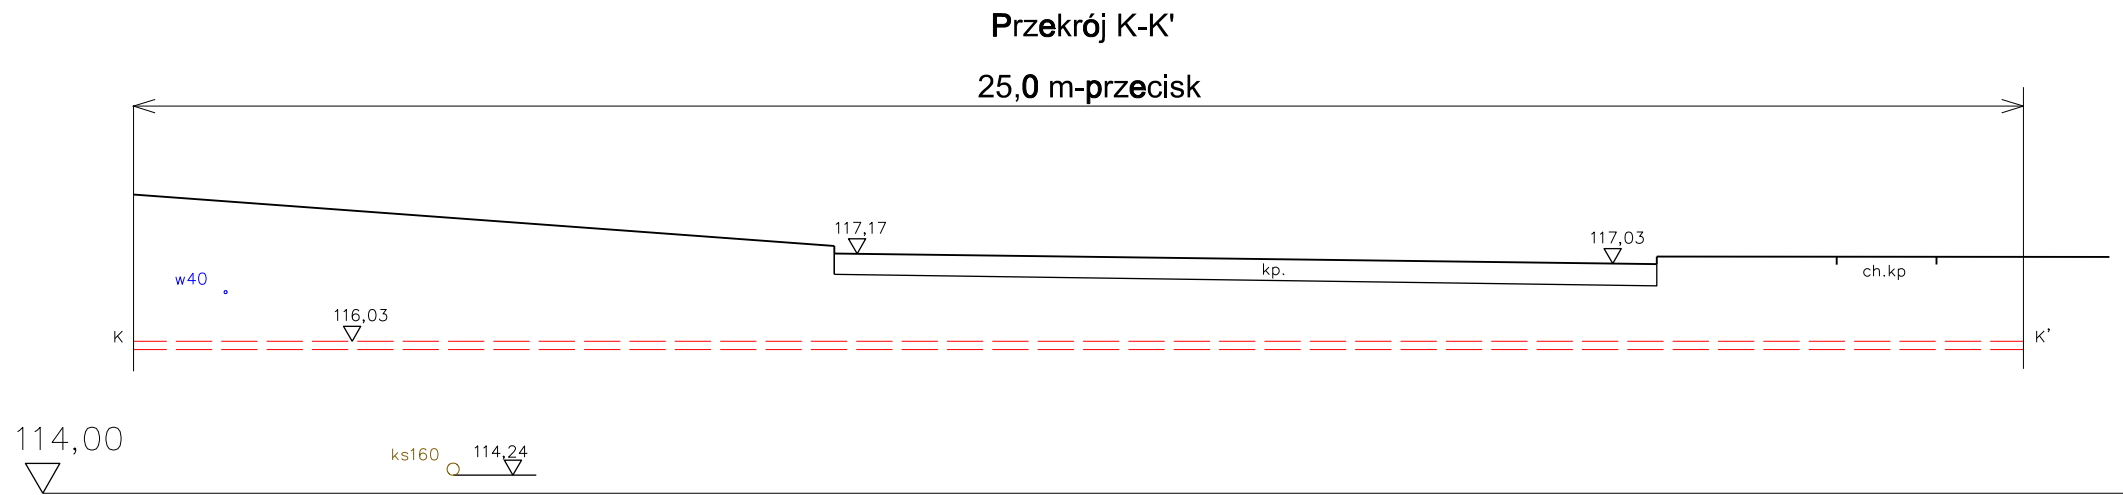 Przekrój K-K'
25,0 m-przecisk
117,17
117,03
kp.
ch.kp
w40
116,03
K
K'
114,00
ks160
114,24